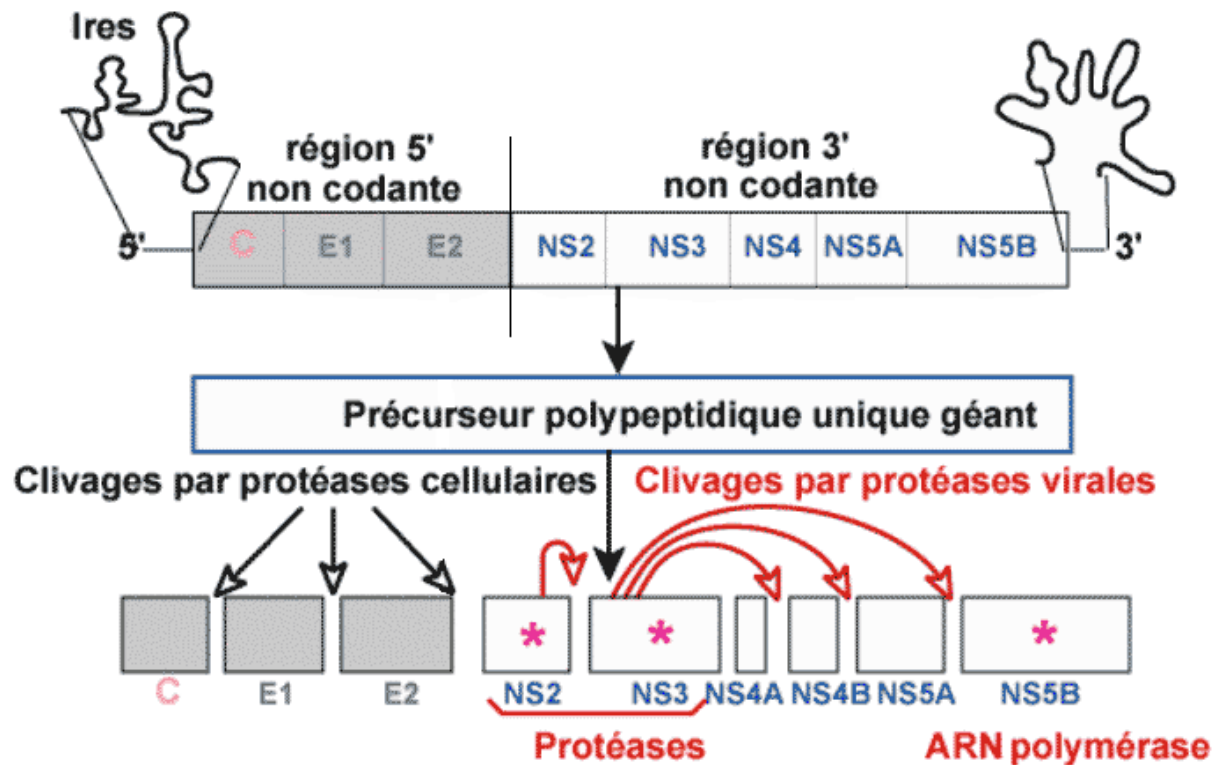 Ires
région 5'
non codante
région 3'
non codante
5'
C E1 E2 NS2 NS3 NS4 NS5A NS5B
3'
Précurseur polypeptidique unique géant
Clivages par protéases cellulaires
Clivages par protéases virales
* * *
C E1 E2 NS2 NS3 NS4A NS4B NS5A NS5B
Protéases
ARN polymérase